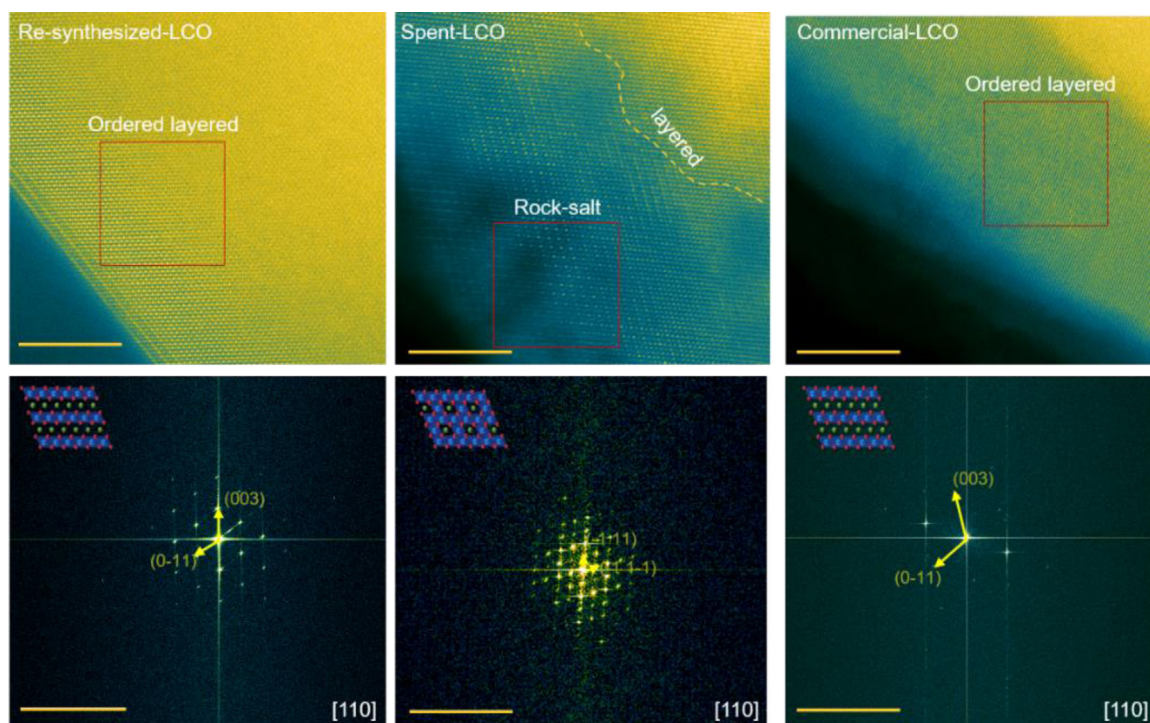 Re-synthesized-LCO
Ordered layered
Spent-LCO
layered
Rock-salt
Commercial-LCO
Ordered layered
(003)
(0-11)
[110]
[110]
(003)
(0-11)
[110]